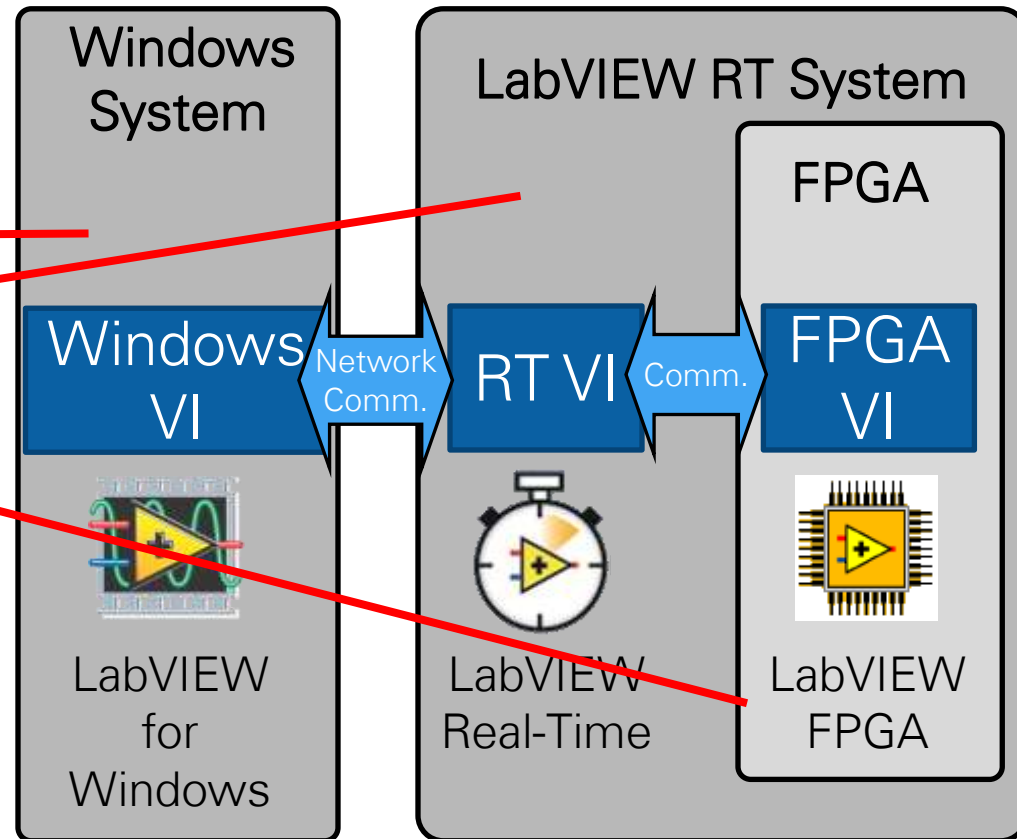 Windows
System
LabVIEW RT System
FPGA
Windows
VI
Network
Comm.
RT VI
Comm.
FPGA
VI
LabVIEW
for
Windows
LabVIEW
Real-Time
LabVIEW
FPGA